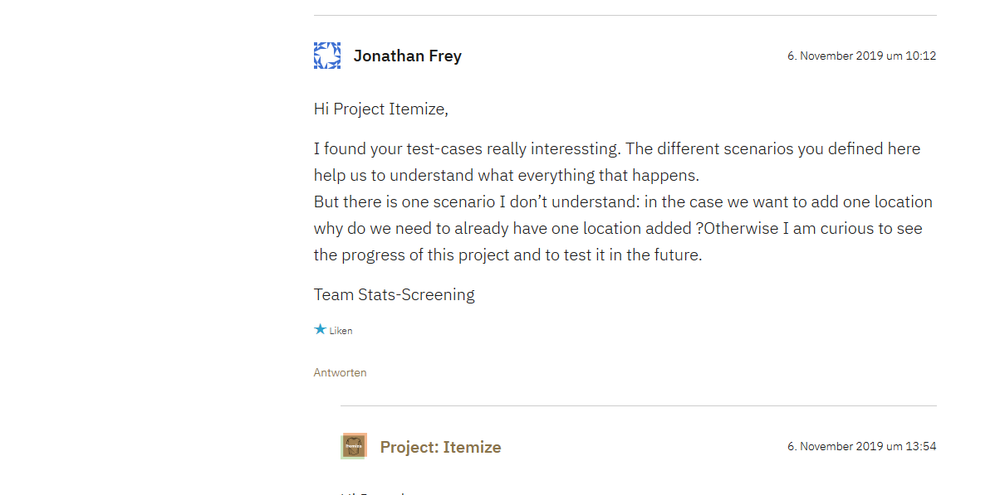 Jonathan Frey
6. November 2019 um 10:12
Hi Project Itemize,
I found your test-cases really interessting. The different scenarios you defined here
help us to understand what everything that happens.
But there is one scenario I don’t understand: in the case we want to add one location
why do we need to already have one location added ?Otherwise I am curious to see
the progress of this project and to test it in the future.
Team Stats-Screening
Liken
Antworten
Project: Itemize
6. November 2019 um 13:54